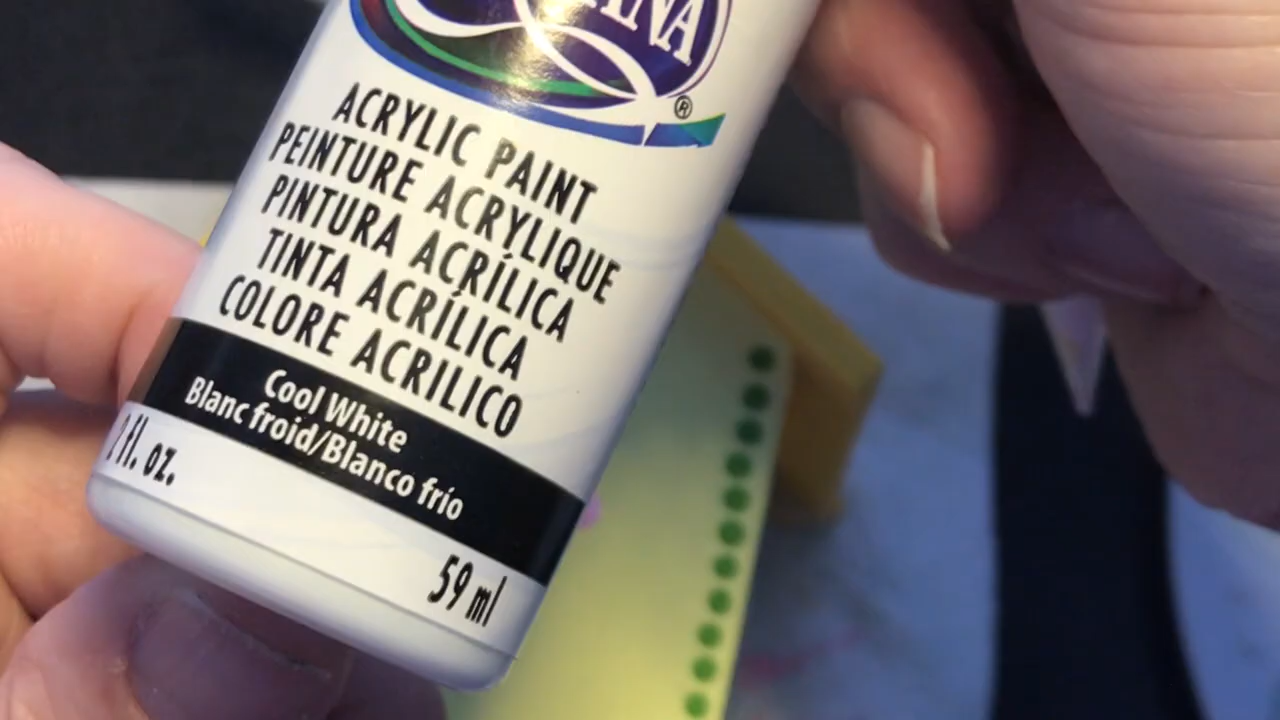 ®
ACRYLIC PAINT
PEINTURE ACRYLIQUE
PINTURA ACRÍLICA
TINTA ACRÍLICA
COLORE ACRILICO
Cool White
Blanc froid/Blanco frío
fl. oz.
59 ml